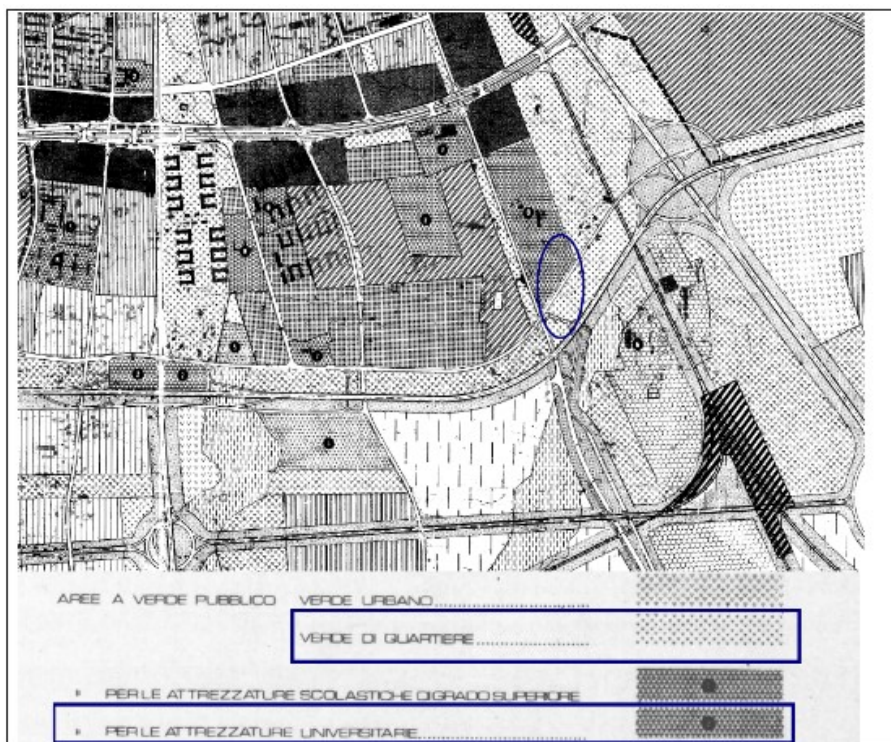 AREE A VERDE PUBBLICO VERDE URBANO
VERDE DI QUARTIERE
PER LE ATTREZZATURE SCOLASTICHE DI GRADO SUPERIORE
PER LE ATTREZZATURE UNIVERSITARIE